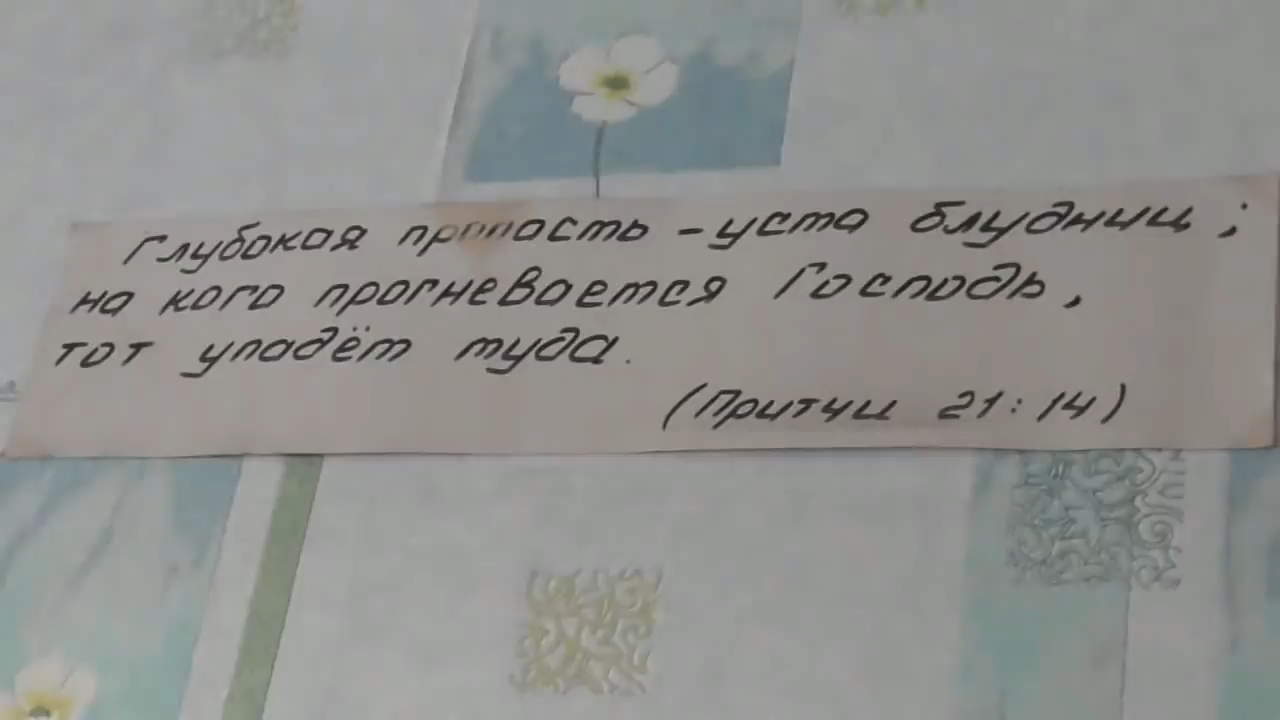 Глубокая пропасть - уста блудниц;
на кого прогневается Господь,
тот упадёт туда.
(Притчи 21:14)